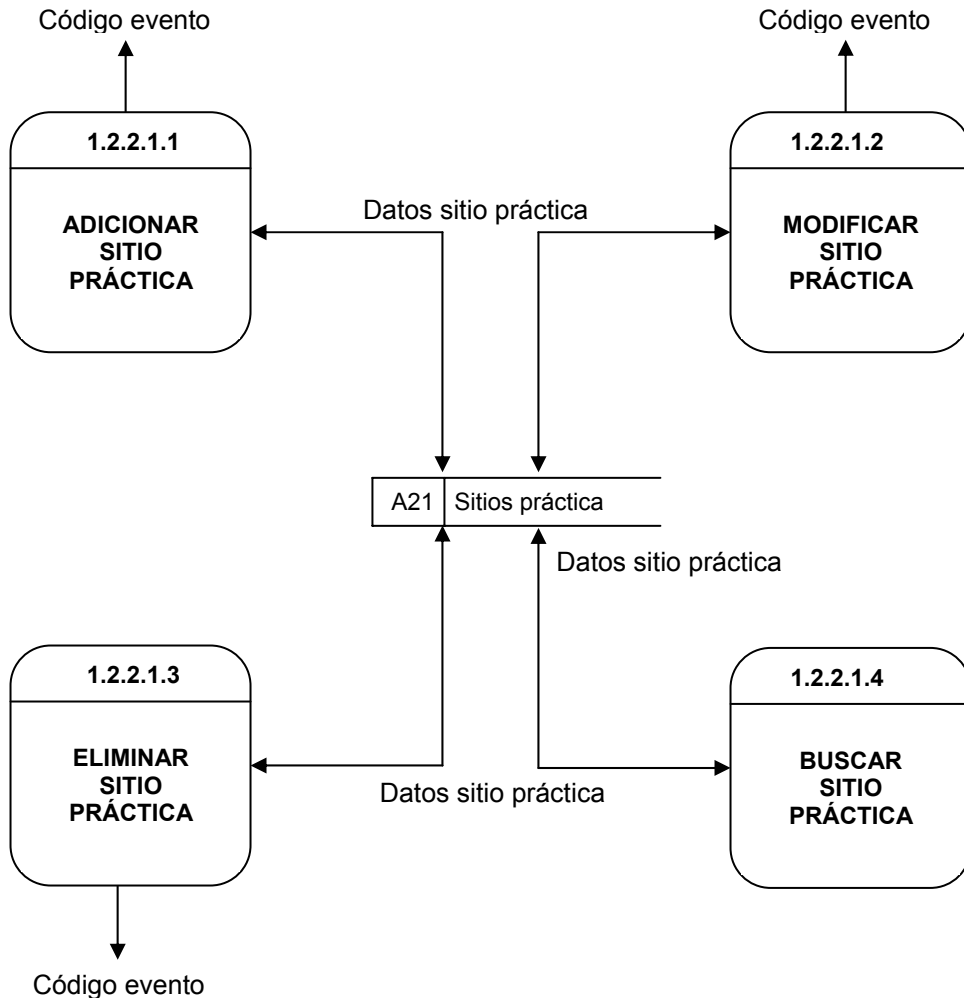 Código evento
Código evento
1.2.2.1.1
1.2.2.1.2
ADICIONAR
SITIO
PRÁCTICA
Datos sitio práctica
MODIFICAR
SITIO
PRÁCTICA
A21 Sitios práctica
Datos sitio práctica
1.2.2.1.3
1.2.2.1.4
ELIMINAR
SITIO
PRÁCTICA
Datos sitio práctica
BUSCAR
SITIO
PRÁCTICA
Código evento